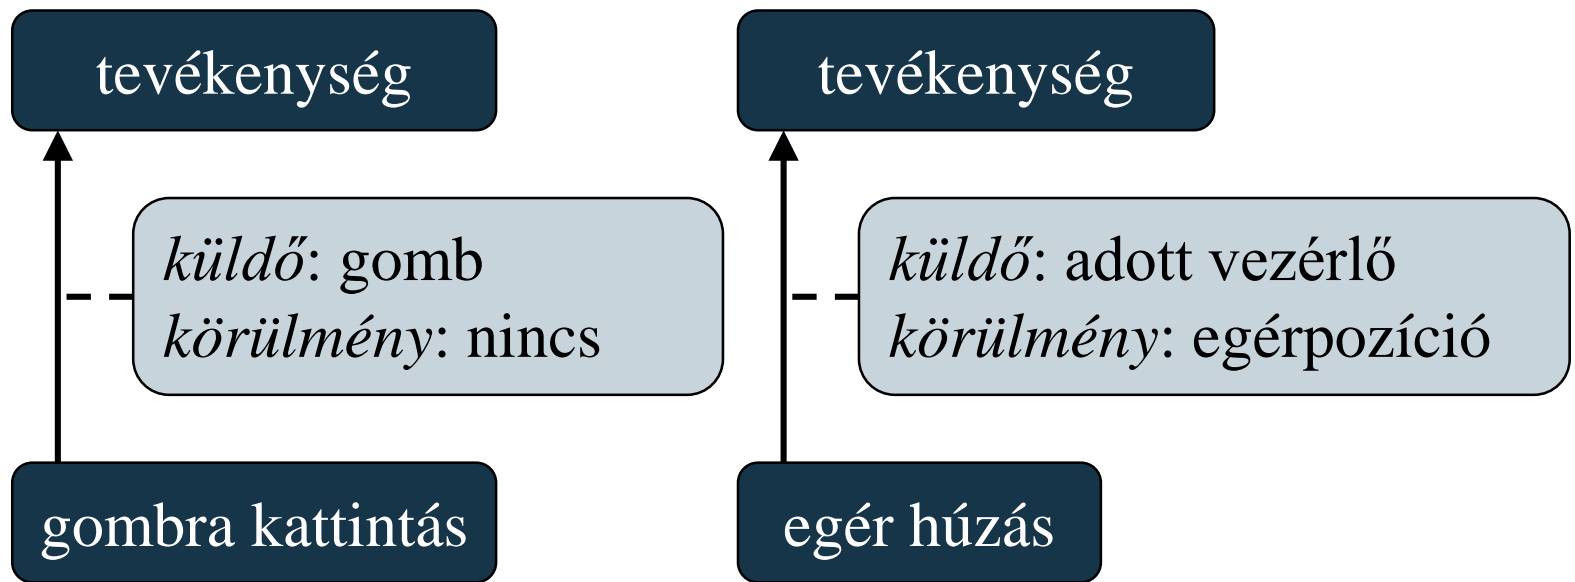 tevékenység
küldő: gomb
körülmény: nincs
gombra kattintás
tevékenység
küldő: adott vezérlő
körülmény: egérpozíció
egér húzás